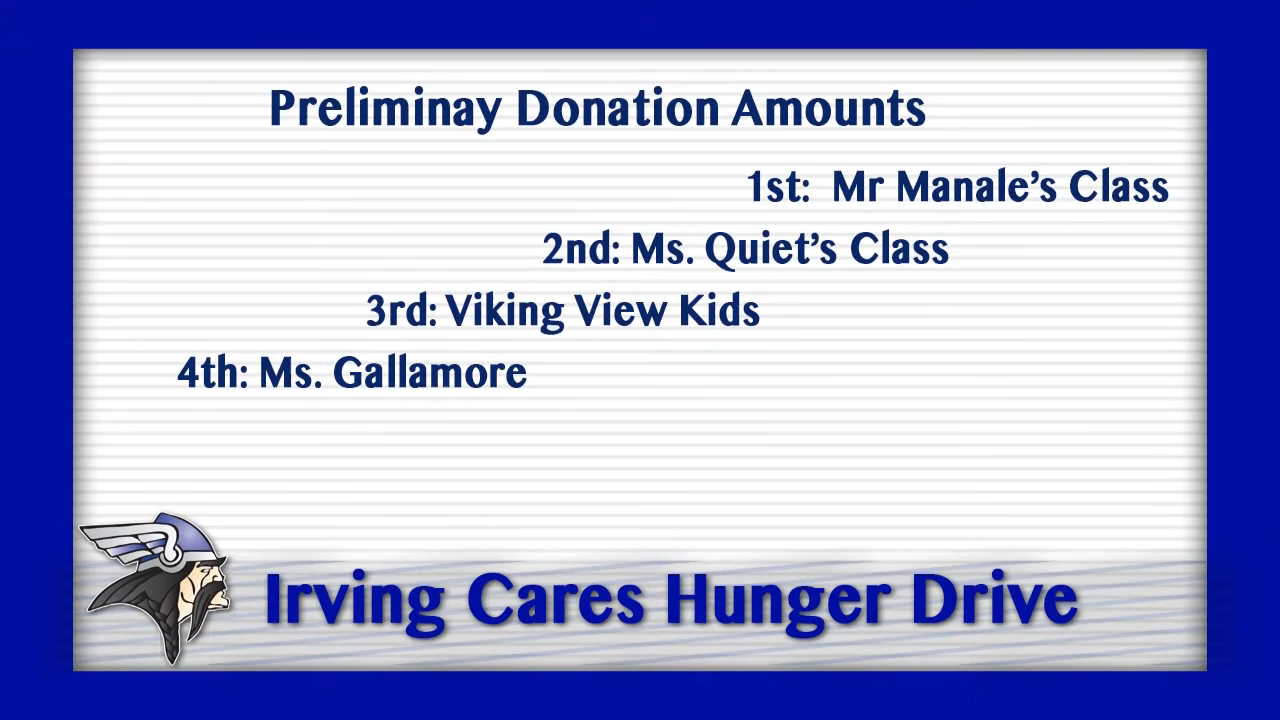 Preliminay Donation Amounts
1st:  Mr Manale’s Class
2nd: Ms. Quiet’s Class
3rd: Viking View Kids
4th: Ms. Gallamore
Irving Cares Hunger Drive